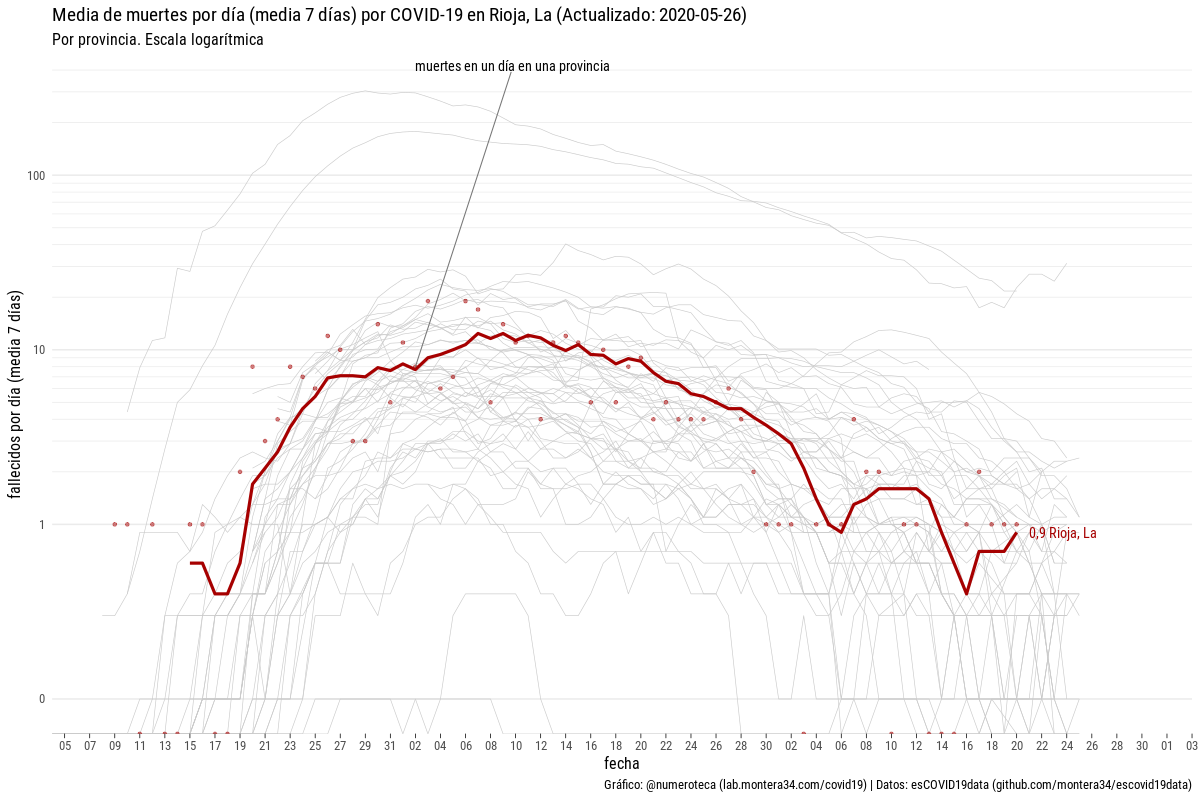 Media de muertes por día (media 7 días) por COVID-19 en Rioja, La (Actualizado: 2020-05-26)
Por provincia. Escala logarítmica
muertes en un día en una provincia
fallecidos por día (media 7 días)
100
10
1
0
0,9 Rioja, La
05 07 09 11 13 15 17 19 21 23 25 27 29 31 02 04 06 08 10 12 14 16 18 20 22 24 26 28 30 02 04 06 08 10 12 14 16 18 20 22 24 26 28 30 01 03
fecha
Gráfico: @numeroteca (lab.montera34.com/covid19) | Datos: esCOVID19data (github.com/montera34/escovid19data)